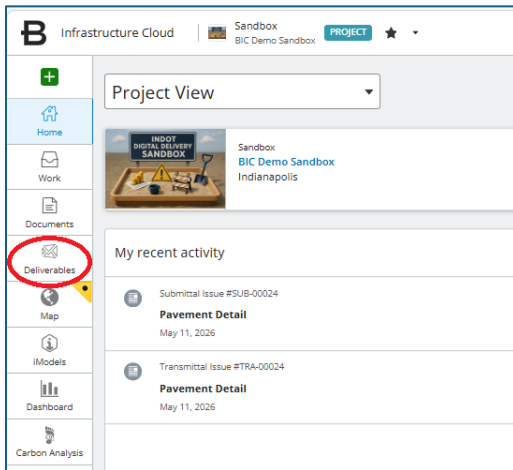 B Infrastructure Cloud
Sandbox
BIC Demo Sandbox
PROJECT
Home
Work
Documents
Deliverables
Map
iModels
Dashboard
Carbon Analysis
Project View
INDOT
DIGITAL DELIVERY
SANDBOX
Sandbox
BIC Demo Sandbox
Indianapolis
My recent activity
Submittal Issue #SUB-00024
Pavement Detail
May 11, 2026
Transmittal Issue #TRA-00024
Pavement Detail
May 11, 2026